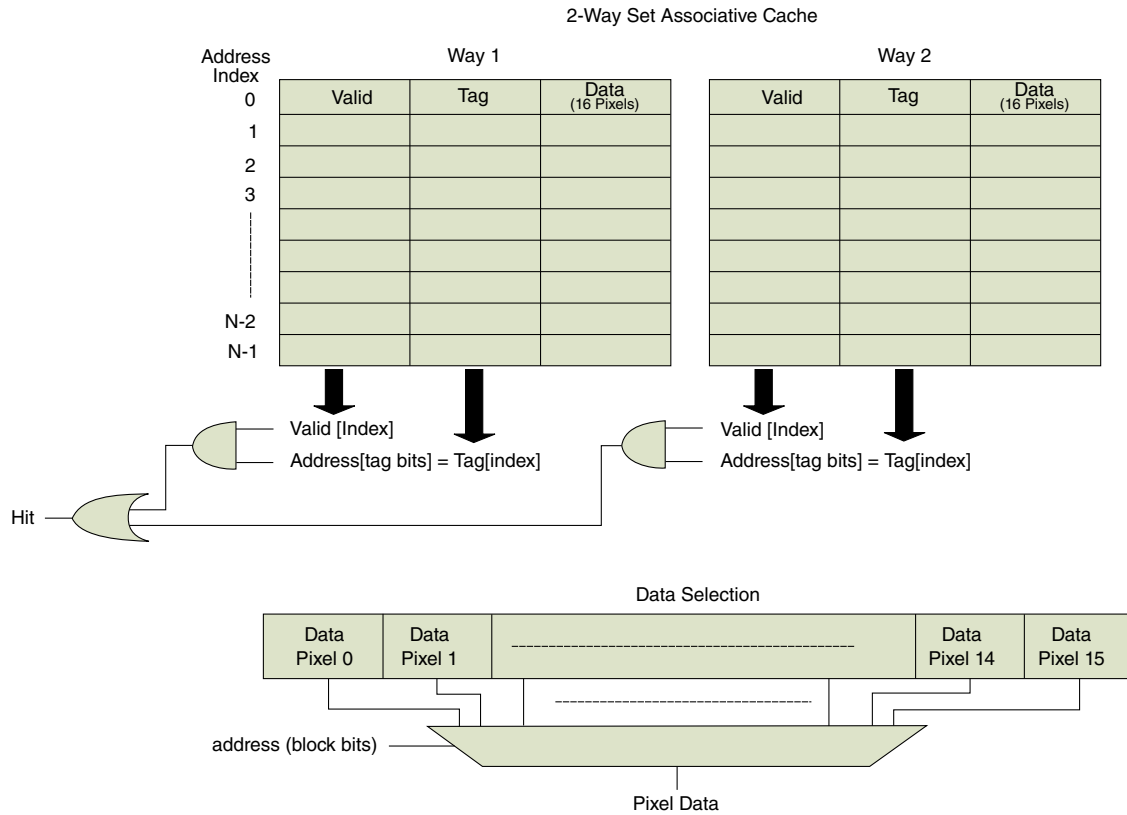 2-Way Set Associative Cache
Address
Index
Way 1
Way 2
0
Valid
Tag
Data
(16 Pixels)
Valid
Tag
Data
(16 Pixels)
1
2
3
N-2
N-1
Valid [Index]
Address[tag bits] = Tag[index]
Valid [Index]
Address[tag bits] = Tag[index]
Hit
Data Selection
Data
Pixel 0
Data
Pixel 1
Data
Pixel 14
Data
Pixel 15
address (block bits)
Pixel Data